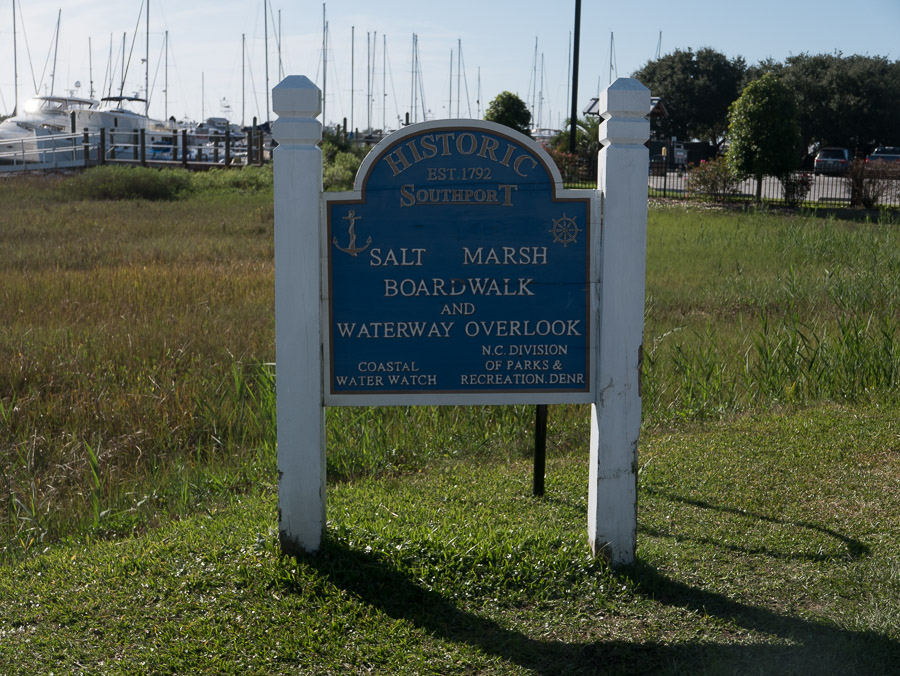 HISTORIC
EST. 1792
SOUTHPORT
SALT MARSH
BOARDWALK
AND
WATERWAY OVERLOOK
COASTAL
WATER WATCH
N.C. DIVISION
OF PARKS &
RECREATION.DENR